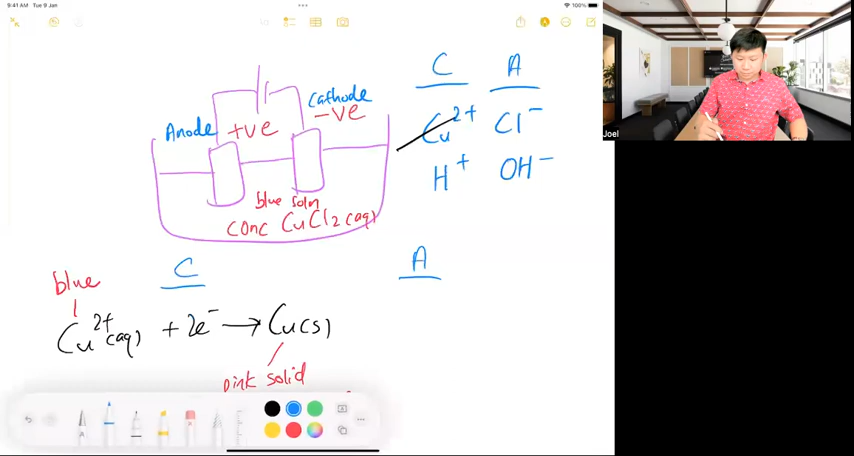 9:41 AM Tue 9 Jan
100%
C A
Cathode
-ve
Anode +ve
Cu²⁺ Cl⁻
H⁺ OH⁻
blue soln
conc CuCl₂ (aq)
C A
blue
Cu²⁺(aq) + 2e⁻ → Cu(s)
pink solid
Joel